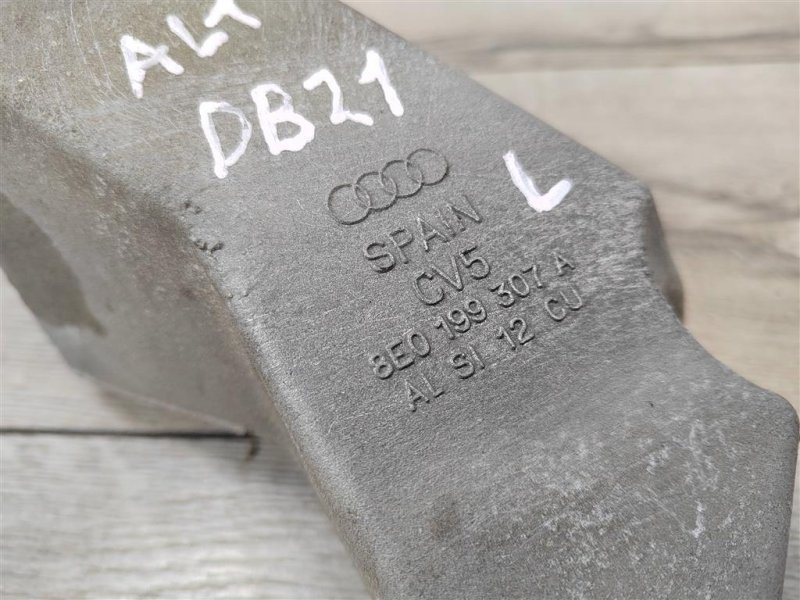 ALT
DB21
L
SPAIN
CV5
8E0 199 307 A
AL SI 12 CU